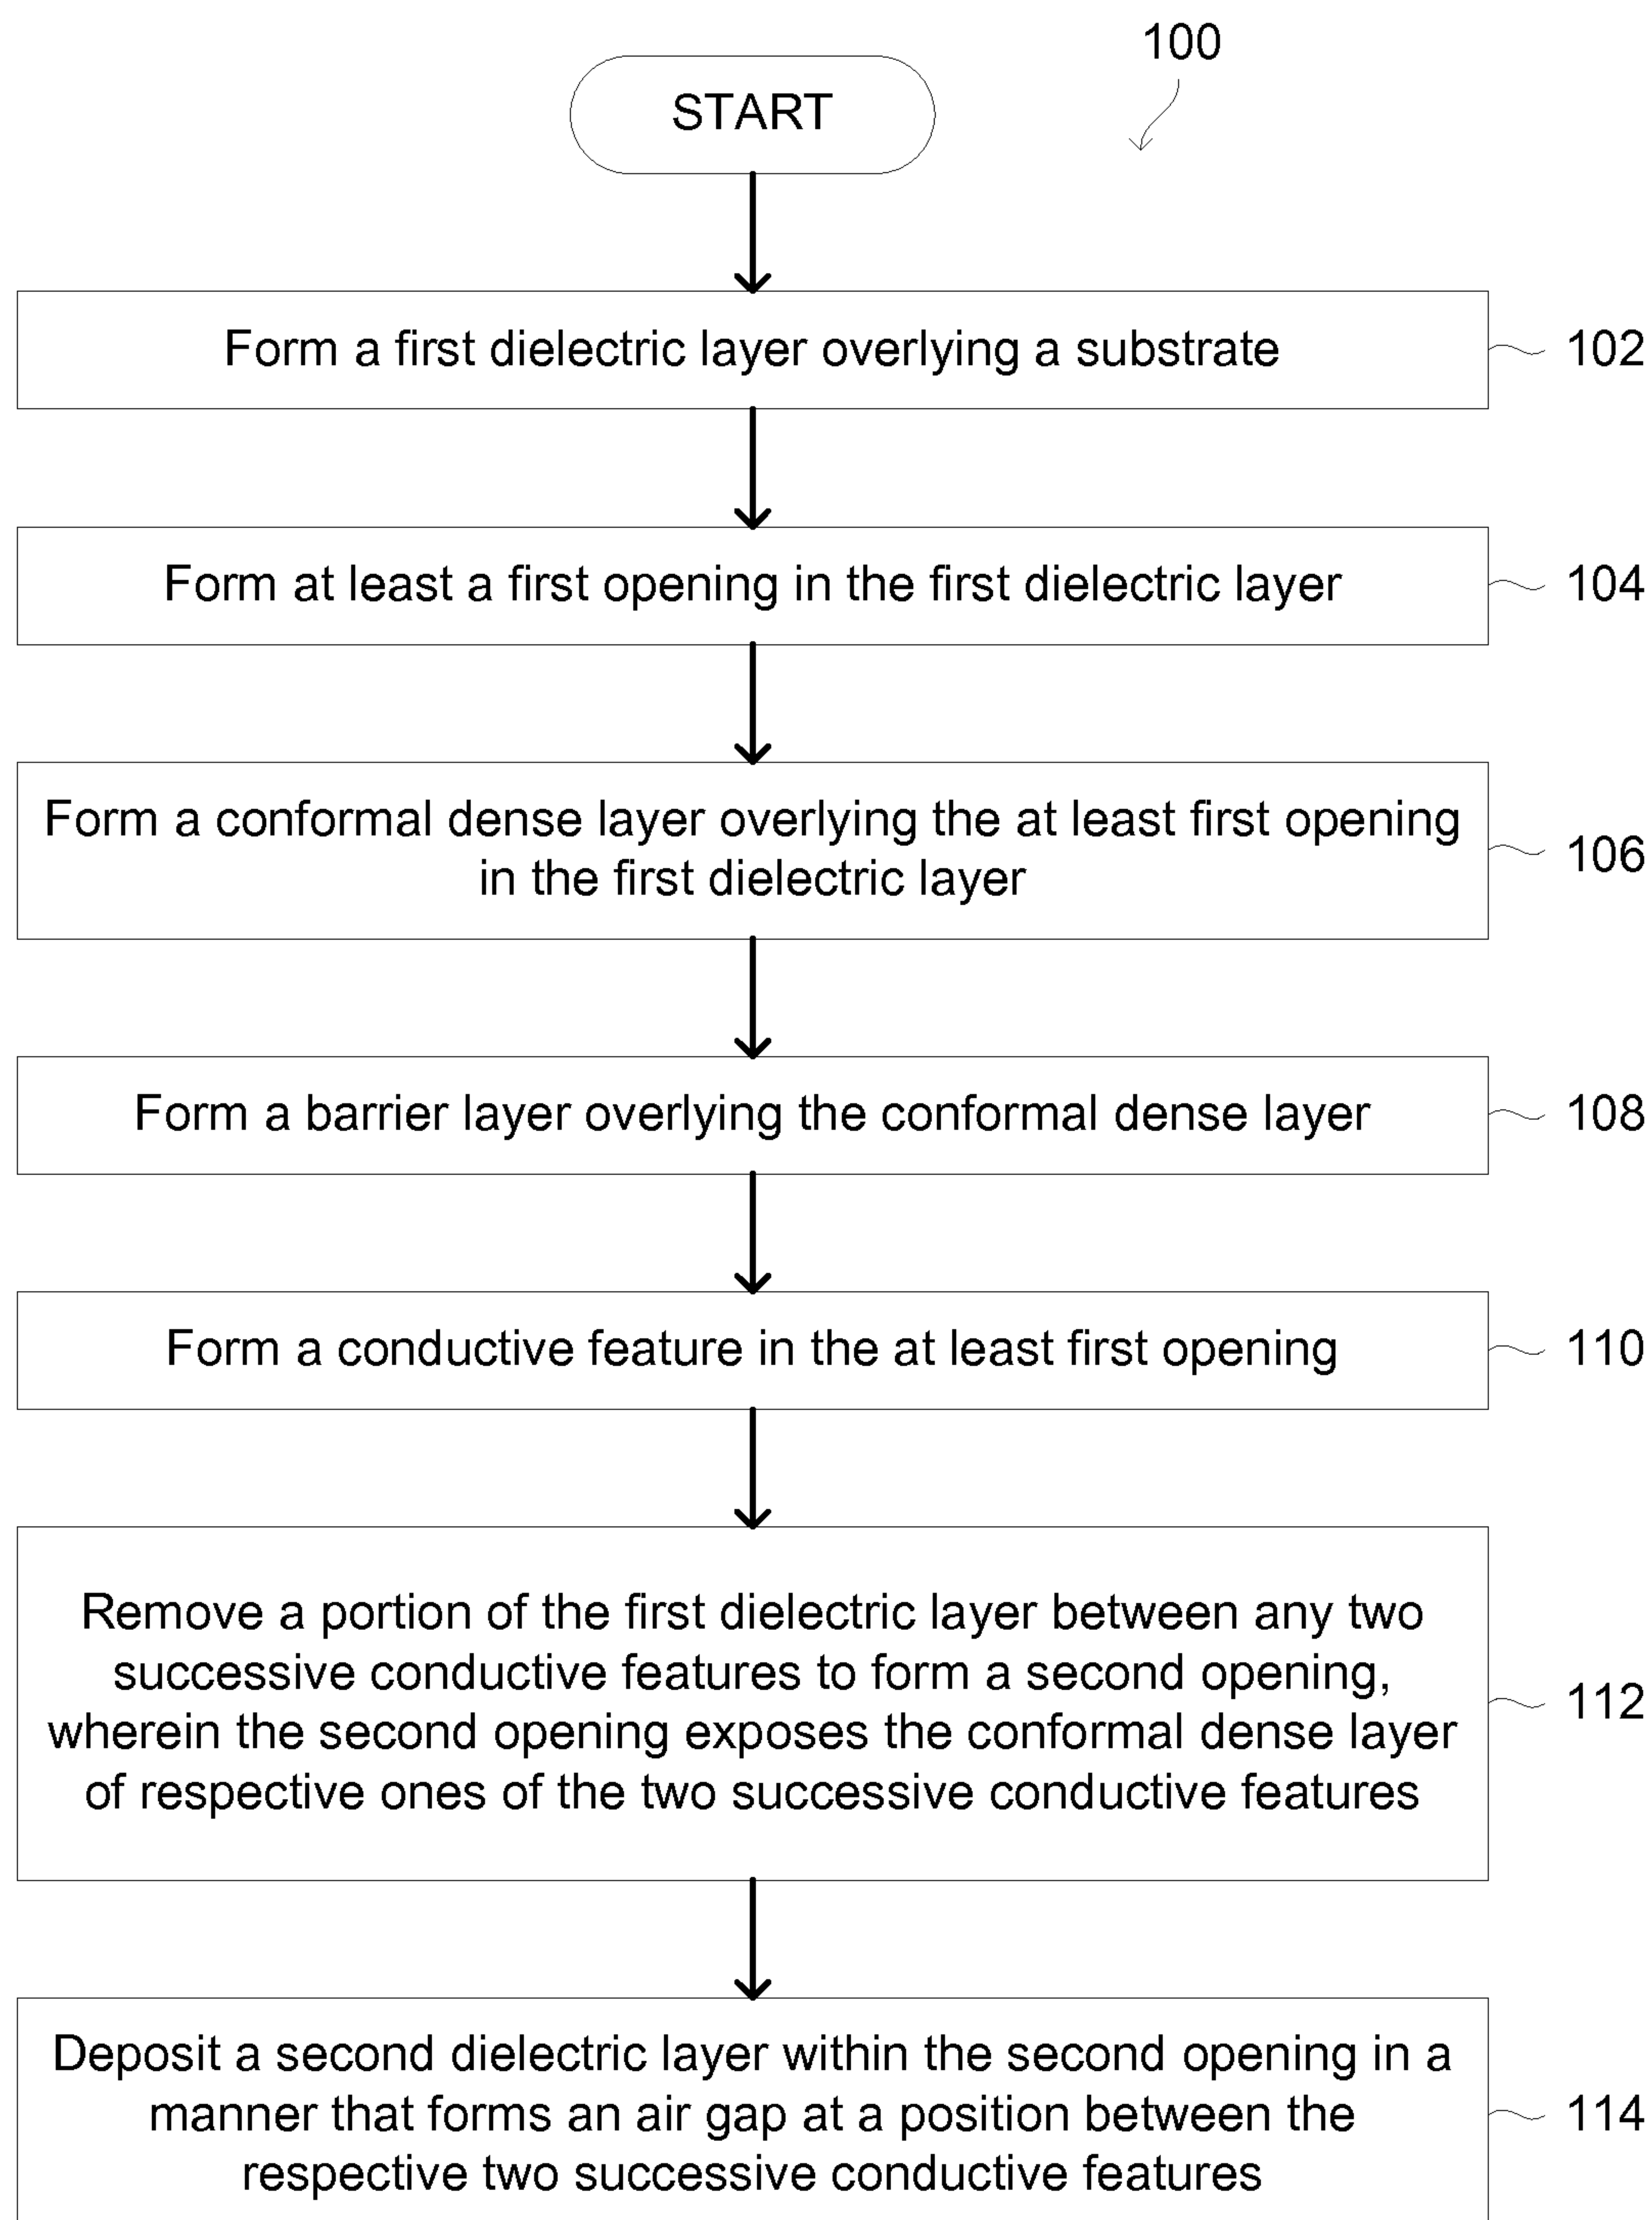 100
START
Form a first dielectric layer overlying a substrate
102
Form at least a first opening in the first dielectric layer
104
Form a conformal dense layer overlying the at least first opening
in the first dielectric layer
106
Form a barrier layer overlying the conformal dense layer
108
Form a conductive feature in the at least first opening
110
Remove a portion of the first dielectric layer between any two
successive conductive features to form a second opening,
wherein the second opening exposes the conformal dense layer
of respective ones of the two successive conductive features
112
Deposit a second dielectric layer within the second opening in a
manner that forms an air gap at a position between the
respective two successive conductive features
114